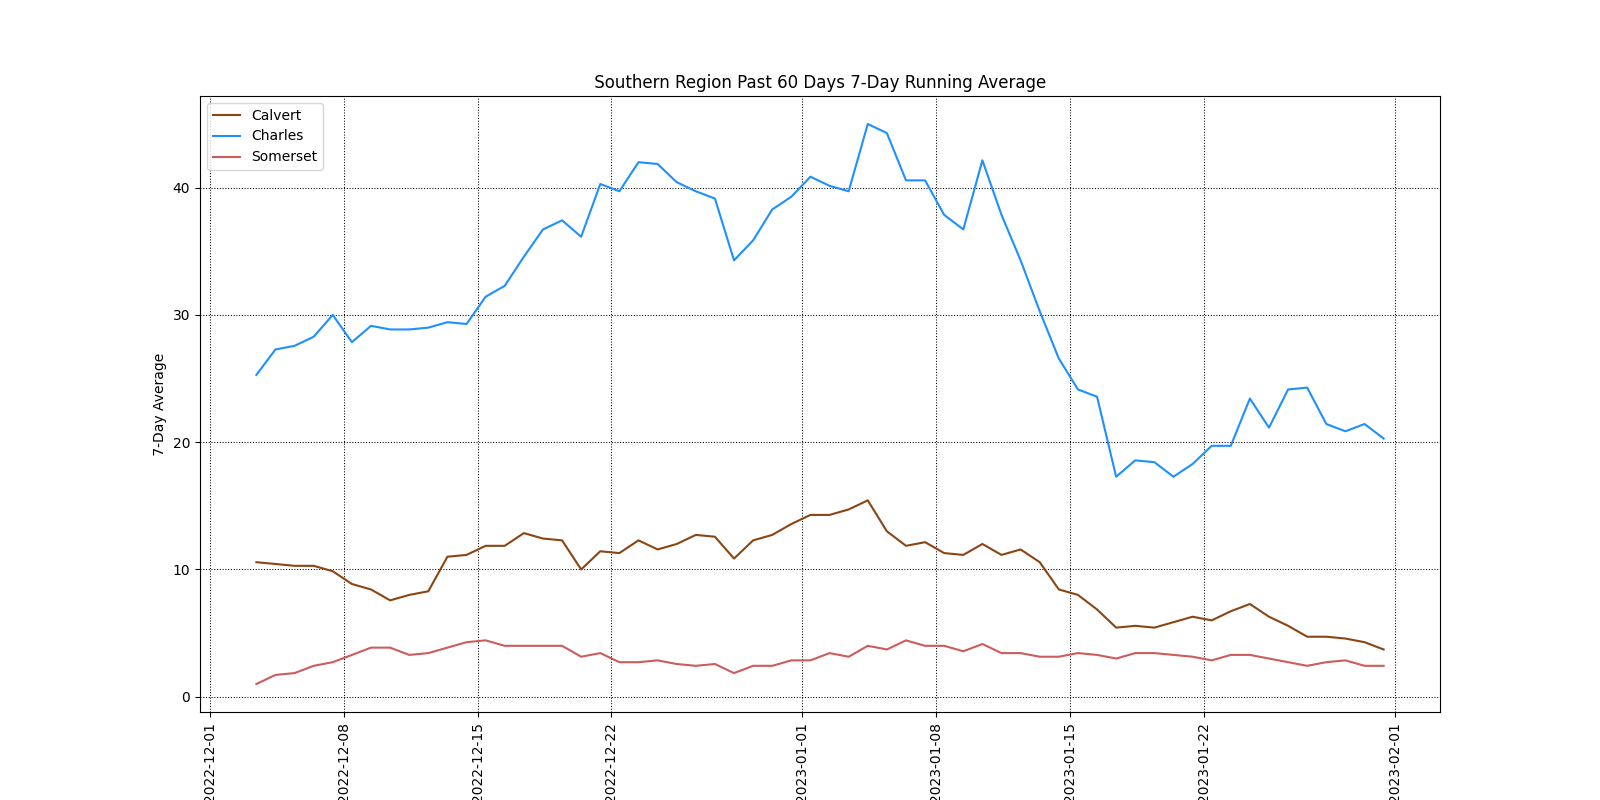 Southern Region Past 60 Days 7-Day Running Average
Calvert
Charles
Somerset
7-Day Average
40
30
20
10
0
2022-12-01
2022-12-08
2022-12-15
2022-12-22
2023-01-01
2023-01-08
2023-01-15
2023-01-22
2023-02-01